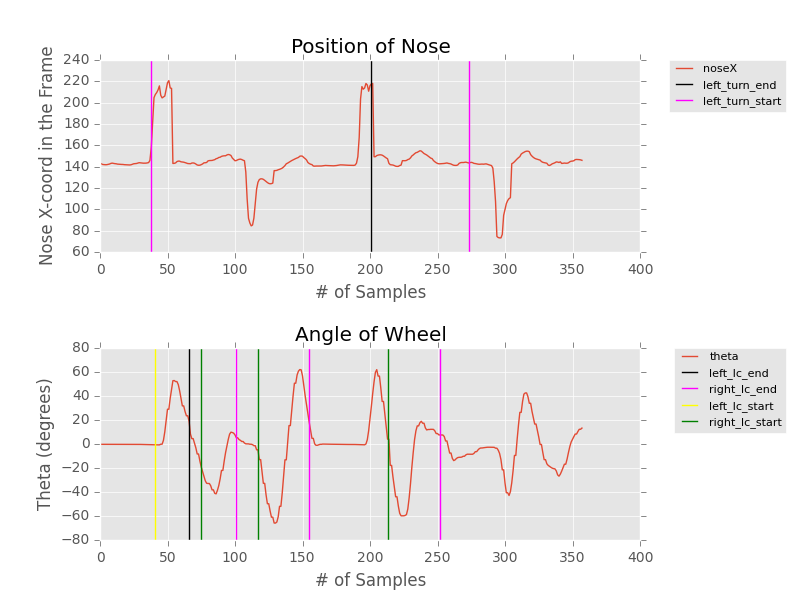 Position of Nose
Nose X-coord in the Frame
240
220
200
180
160
140
120
100
80
60
0 50 100 150 200 250 300 350 400
# of Samples
noseX
left_turn_end
left_turn_start
Angle of Wheel
Theta (degrees)
80
60
40
20
0
−20
−40
−60
−80
0 50 100 150 200 250 300 350 400
# of Samples
theta
left_lc_end
right_lc_end
left_lc_start
right_lc_start